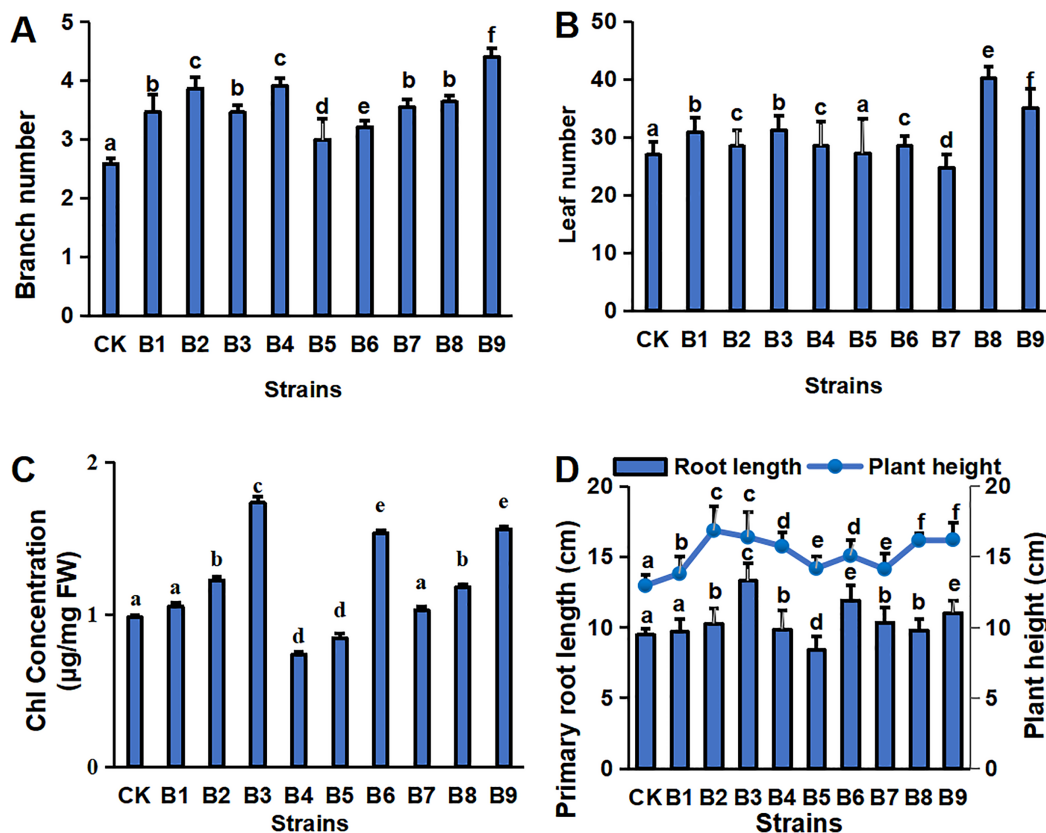 A
Branch number
5
4
3
2
1
0
a
b
c
b
c
d
e
b
b
f
CK B1 B2 B3 B4 B5 B6 B7 B8 B9
Strains
B
Leaf number
50
40
30
20
10
0
a
b
c
b
c
a
c
d
e
f
CK B1 B2 B3 B4 B5 B6 B7 B8 B9
Strains
C
Chl Concentration
(µg/mg FW)
2
1
0
a
a
b
c
d
d
e
a
b
e
CK B1 B2 B3 B4 B5 B6 B7 B8 B9
Strains
D
Root length Plant height
Primary root length (cm)
20
15
10
5
0
a
b
c
c
d
e
d
e
f
f
a
a
b
c
b
d
e
b
b
e
20
15
10
5
0
Plant height (cm)
CK B1 B2 B3 B4 B5 B6 B7 B8 B9
Strains